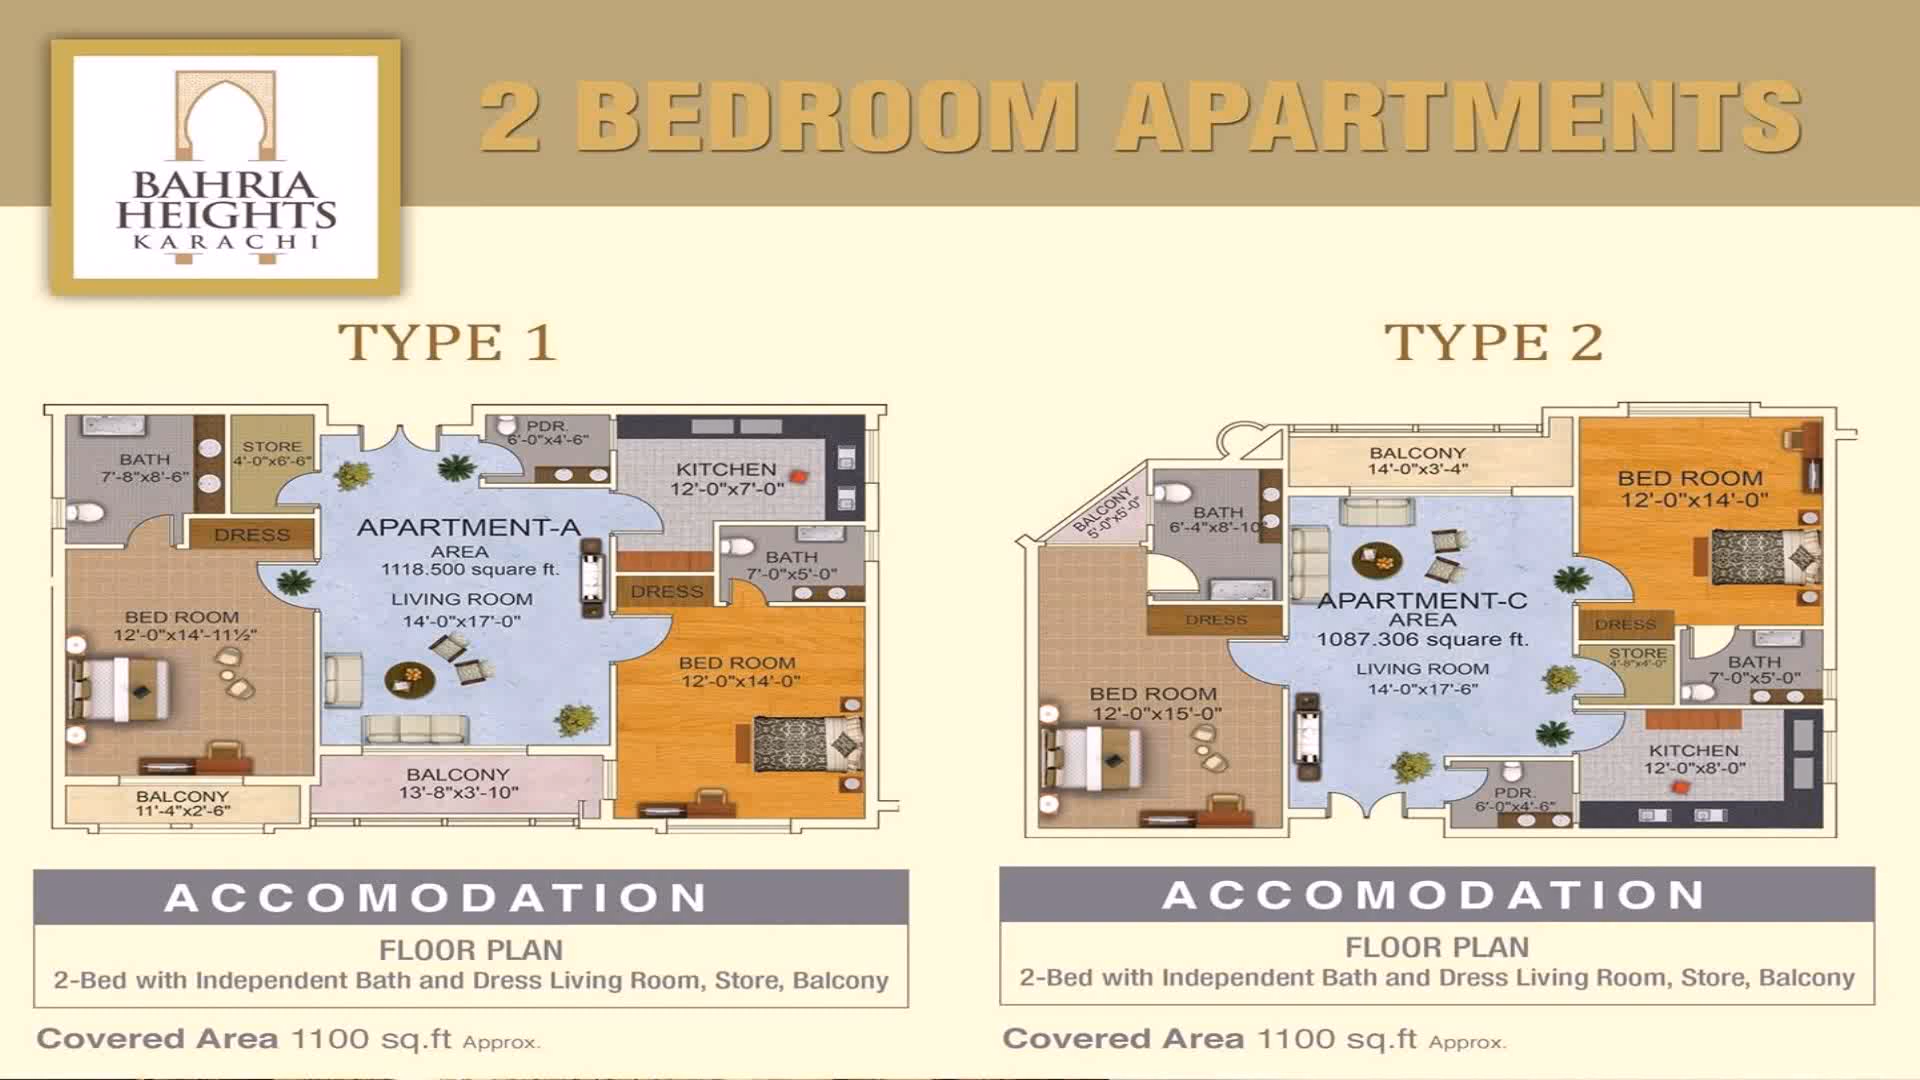 BAHRIA
HEIGHTS
KARACHI
2 BEDROOM APARTMENTS
TYPE 1
BATH
7'-8"x8'-6"
STORE
4'-0"x6'-6"
DRESS
PDR.
6'-0"x4'-6"
KITCHEN
12'-0"x7'-0"
APARTMENT-A
AREA
1118.500 square ft.
LIVING ROOM
14'-0"x17'-0"
BATH
7'-0"x5'-0"
DRESS
BED ROOM
12'-0"x14'-11½"
BED ROOM
12'-0"x14'-0"
BALCONY
13'-8"x3'-10"
BALCONY
11'-4"x2'-6"
ACCOMODATION
FLOOR PLAN
2-Bed with Independent Bath and Dress Living Room, Store, Balcony
Covered Area 1100 sq.ft Approx.
TYPE 2
BALCONY
14'-0"x3'-4"
BED ROOM
12'-0"x14'-0"
BALCONY
5'-0"x5'-0"
BATH
6'-4"x8'-10"
DRESS
APARTMENT-C
AREA
1087.306 square ft.
LIVING ROOM
14'-0"x17'-6"
DRESS
STORE
4'-8"x4'-0"
BATH
7'-0"x5'-0"
BED ROOM
12'-0"x15'-0"
KITCHEN
12'-0"x8'-0"
PDR.
6'-0"x4'-6"
ACCOMODATION
FLOOR PLAN
2-Bed with Independent Bath and Dress Living Room, Store, Balcony
Covered Area 1100 sq.ft Approx.